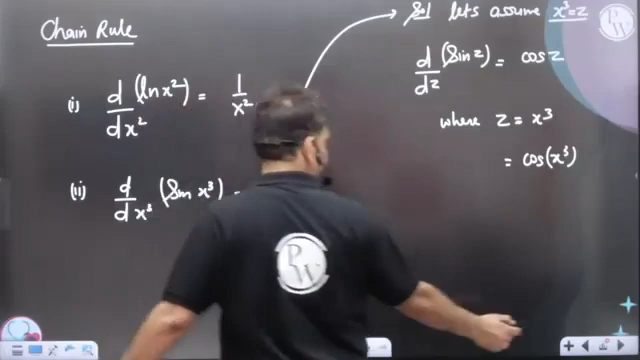 Chain Rule
(i) d/dx² (ln x²) = 1/x²
(ii) d/dx³ (Sin x³) =
Sol lets assume x³=z
d/dz (Sin z) = cos z
where z = x³
= cos(x³)
PW
PW